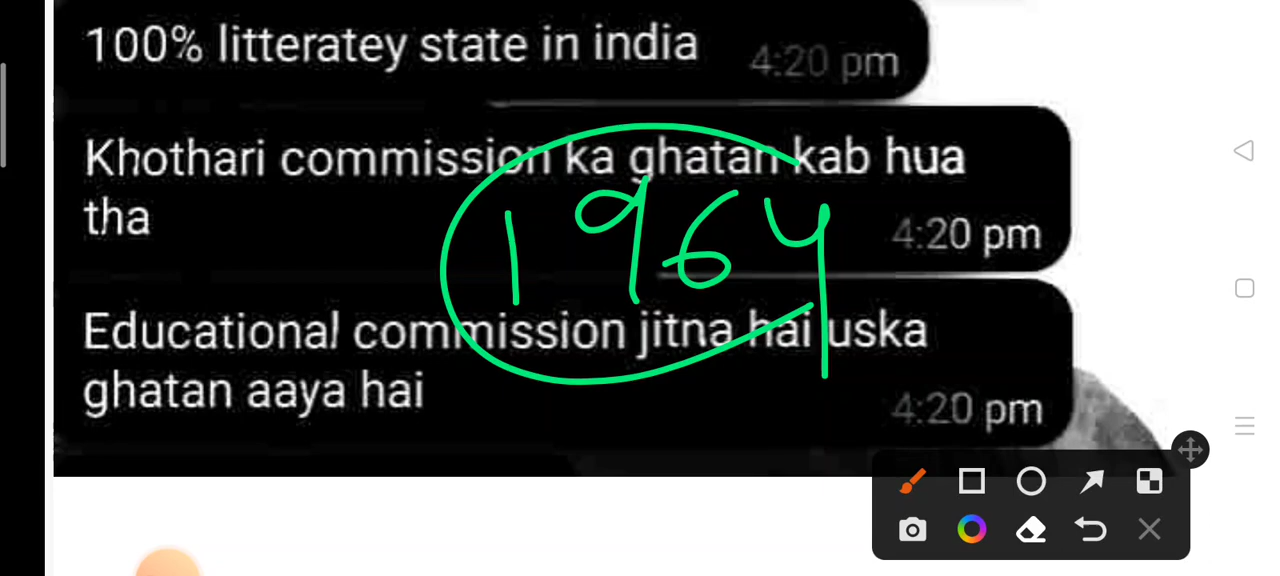 100% litteratey state in india
4:20 pm
Khothari commission ka ghatan kab hua
tha
4:20 pm
1964
Educational commission jitna hai uska
ghatan aaya hai
4:20 pm